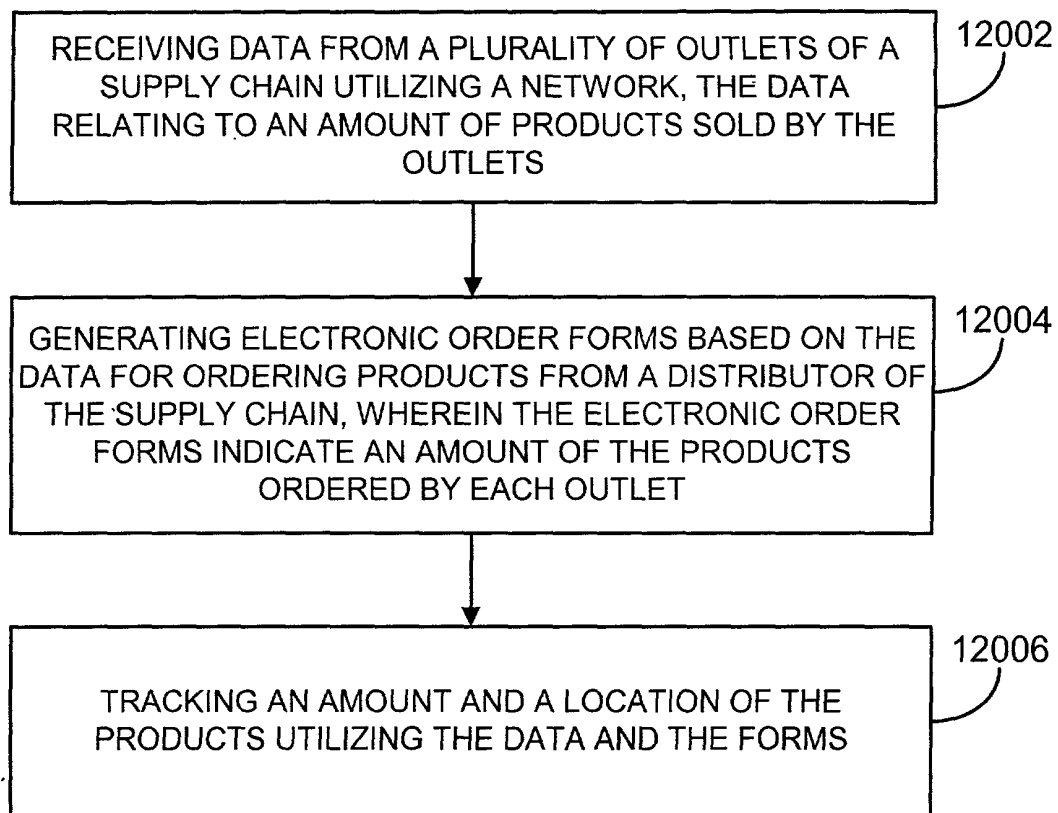 RECEIVING DATA FROM A PLURALITY OF OUTLETS OF A
SUPPLY CHAIN UTILIZING A NETWORK, THE DATA
RELATING TO AN AMOUNT OF PRODUCTS SOLD BY THE
OUTLETS
12002
GENERATING ELECTRONIC ORDER FORMS BASED ON THE
DATA FOR ORDERING PRODUCTS FROM A DISTRIBUTOR OF
THE SUPPLY CHAIN, WHEREIN THE ELECTRONIC ORDER
FORMS INDICATE AN AMOUNT OF THE PRODUCTS
ORDERED BY EACH OUTLET
12004
TRACKING AN AMOUNT AND A LOCATION OF THE
PRODUCTS UTILIZING THE DATA AND THE FORMS
12006